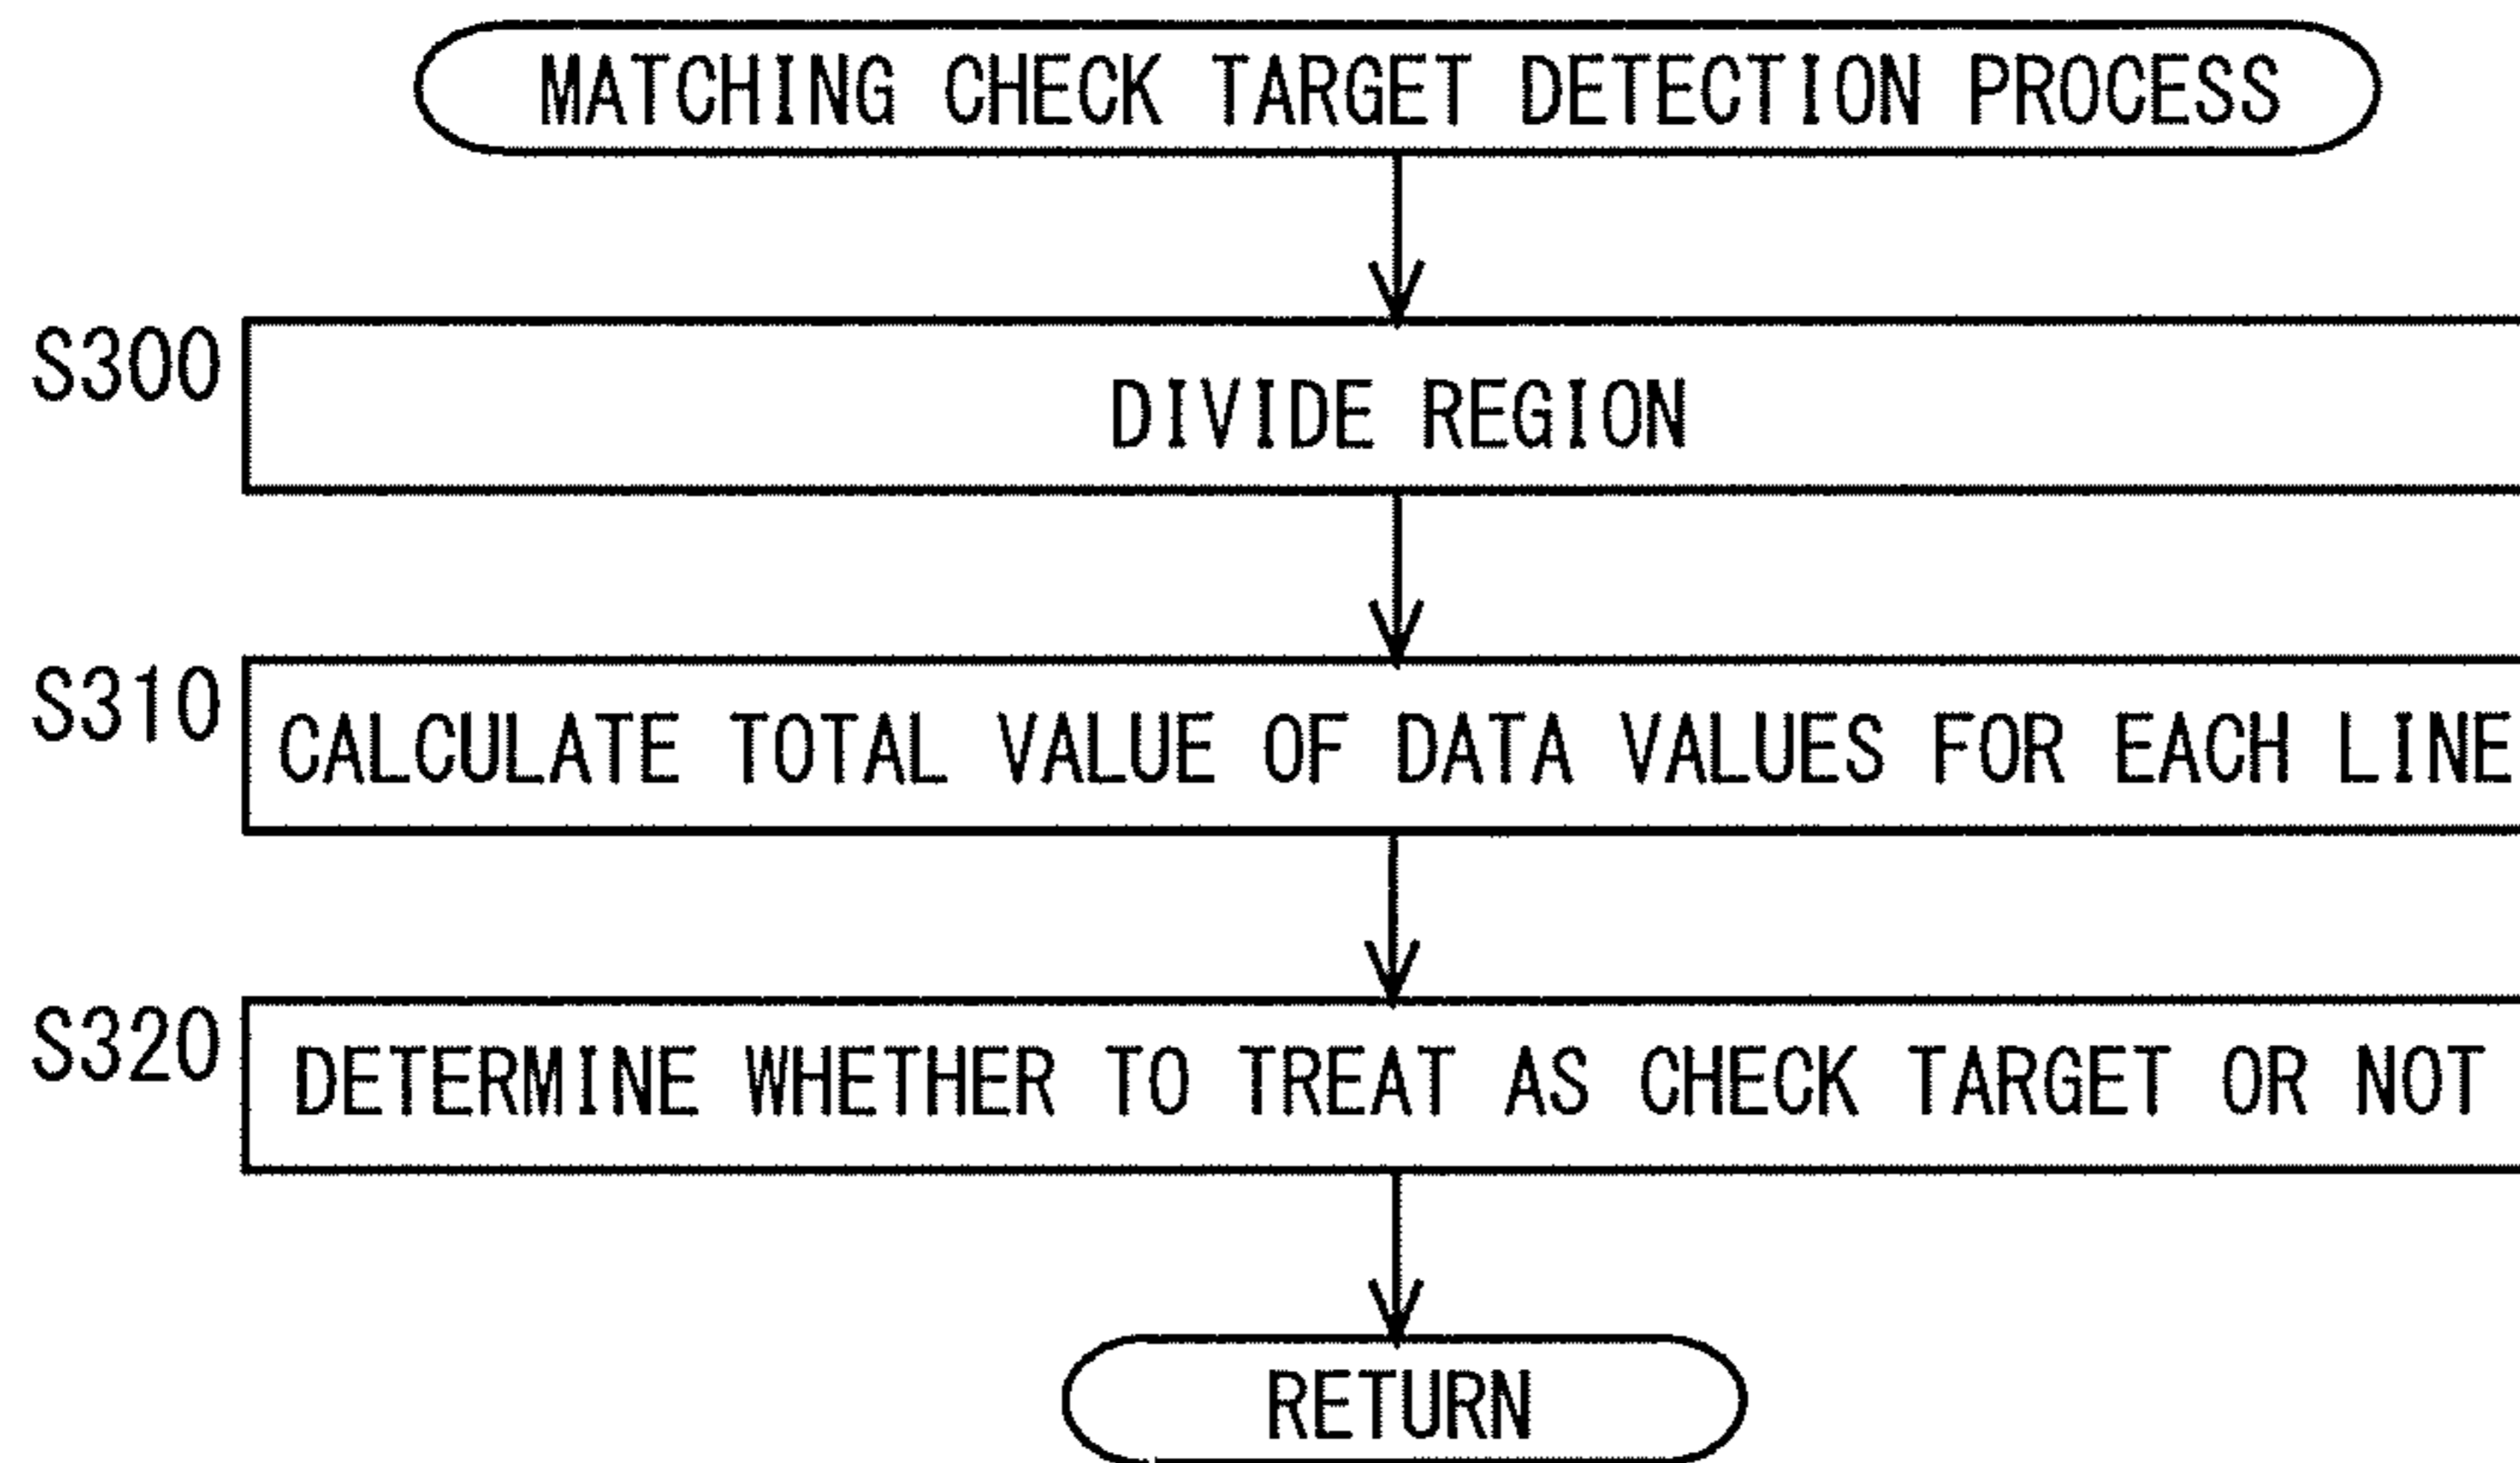 MATCHING CHECK TARGET DETECTION PROCESS
S300
DIVIDE REGION
S310
CALCULATE TOTAL VALUE OF DATA VALUES FOR EACH LINE
S320
DETERMINE WHETHER TO TREAT AS CHECK TARGET OR NOT
RETURN